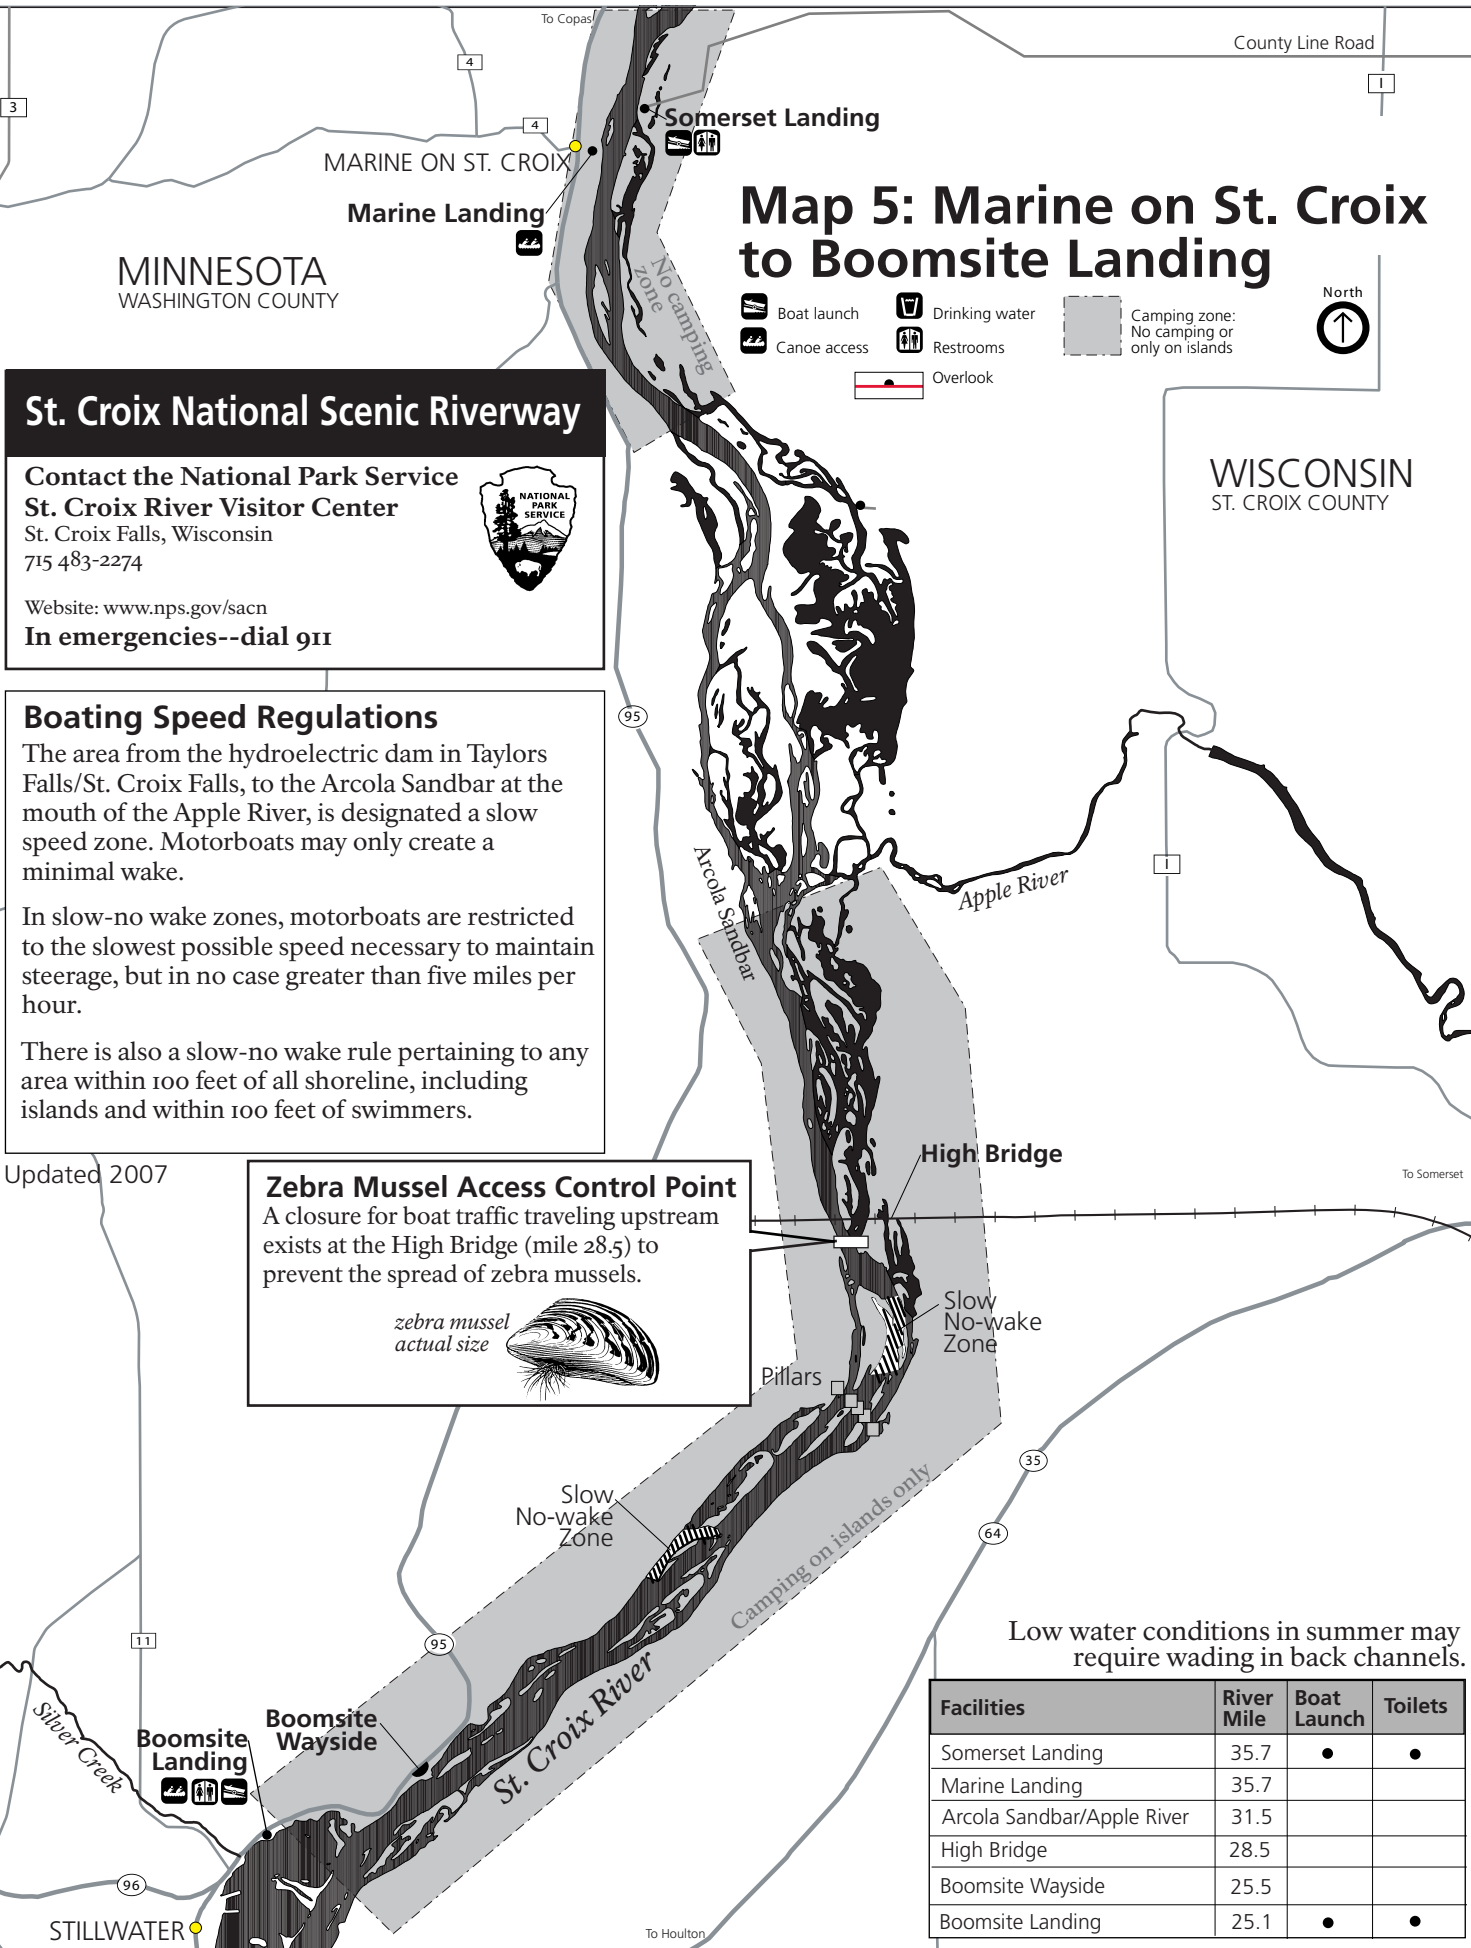 To Copas
County Line Road
4
I
3
4
Somerset Landing
MARINE ON ST. CROIX
Marine Landing
Map 5: Marine on St. Croix
to Boomsite Landing
MINNESOTA
WASHINGTON COUNTY
No camping
zone
Boat launch
Drinking water
Canoe access
Restrooms
Overlook
Camping zone:
No camping or
only on islands
North
St. Croix National Scenic Riverway
Contact the National Park Service
St. Croix River Visitor Center
St. Croix Falls, Wisconsin
715 483-2274
Website: www.nps.gov/sacn
In emergencies--dial 911
NATIONAL
PARK
SERVICE
WISCONSIN
ST. CROIX COUNTY
95
Boating Speed Regulations
The area from the hydroelectric dam in Taylors
Falls/St. Croix Falls, to the Arcola Sandbar at the
mouth of the Apple River, is designated a slow
speed zone. Motorboats may only create a
minimal wake.
In slow-no wake zones, motorboats are restricted
to the slowest possible speed necessary to maintain
steerage, but in no case greater than five miles per
hour.
There is also a slow-no wake rule pertaining to any
area within 100 feet of all shoreline, including
islands and within 100 feet of swimmers.
Arcola Sandbar
Apple River
I
Updated 2007
High Bridge
To Somerset
Zebra Mussel Access Control Point
A closure for boat traffic traveling upstream
exists at the High Bridge (mile 28.5) to
prevent the spread of zebra mussels.
zebra mussel
actual size
Slow
No-wake
Zone
Pillars
35
Slow
No-wake
Zone
64
Camping on islands only
11
95
Silver Creek
Boomsite
Landing
Boomsite
Wayside
St. Croix River
96
STILLWATER
To Houlton
Low water conditions in summer may
require wading in back channels.
Facilities River Mile Boat Launch Toilets
Somerset Landing 35.7 ● ●
Marine Landing 35.7
Arcola Sandbar/Apple River 31.5
High Bridge 28.5
Boomsite Wayside 25.5
Boomsite Landing 25.1 ● ●